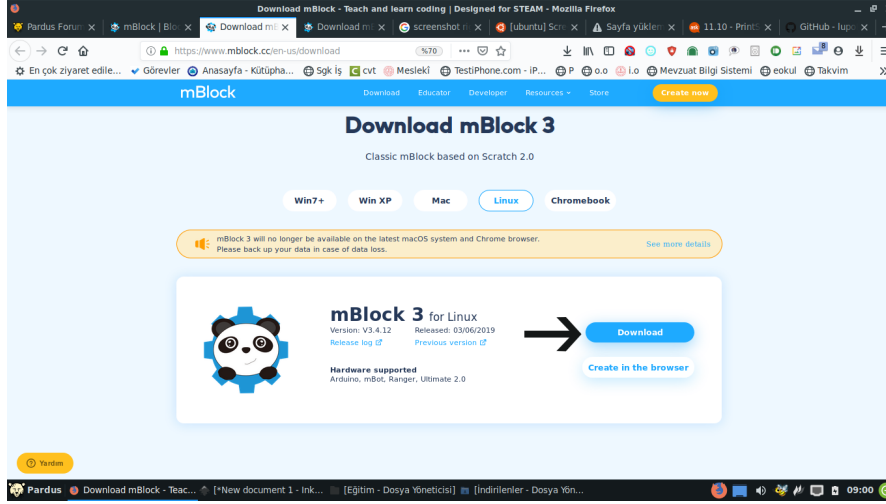 Download mBlock - Teach and learn coding | Designed for STEAM - Mozilla Firefox
Pardus Forum mBlock | Blo Download mB Download m screenshot [ubuntu] Scre Sayfa yüklem 11.10 - PrintS GitHub - lupo
https://www.mblock.cc/en-us/download %70
En çok ziyaret edile... Görevler Anasayfa - Kütüpha... Sgk İş cvt Meslekî TestiPhone.com - iP... P o.o i.o Mevzuat Bilgi Sistemi eokul Takvim
mBlock Download Educator Developer Resources Store Create now
Download mBlock 3
Classic mBlock based on Scratch 2.0
Win7+ Win XP Mac Linux Chromebook
mBlock 3 will no longer be available on the latest macOS system and Chrome browser.
Please back up your data in case of data loss.
See more details
mBlock 3 for Linux
Version: V3.4.12 Released: 03/06/2019
Release log Previous version
Hardware supported
Arduino, mBot, Ranger, Ultimate 2.0
Download
Create in the browser
Yardım
Pardus Download mBlock - Teac... [*New document 1 - Ink... [Eğitim - Dosya Yöneticisi] [İndirilenler - Dosya Yön... 09:00